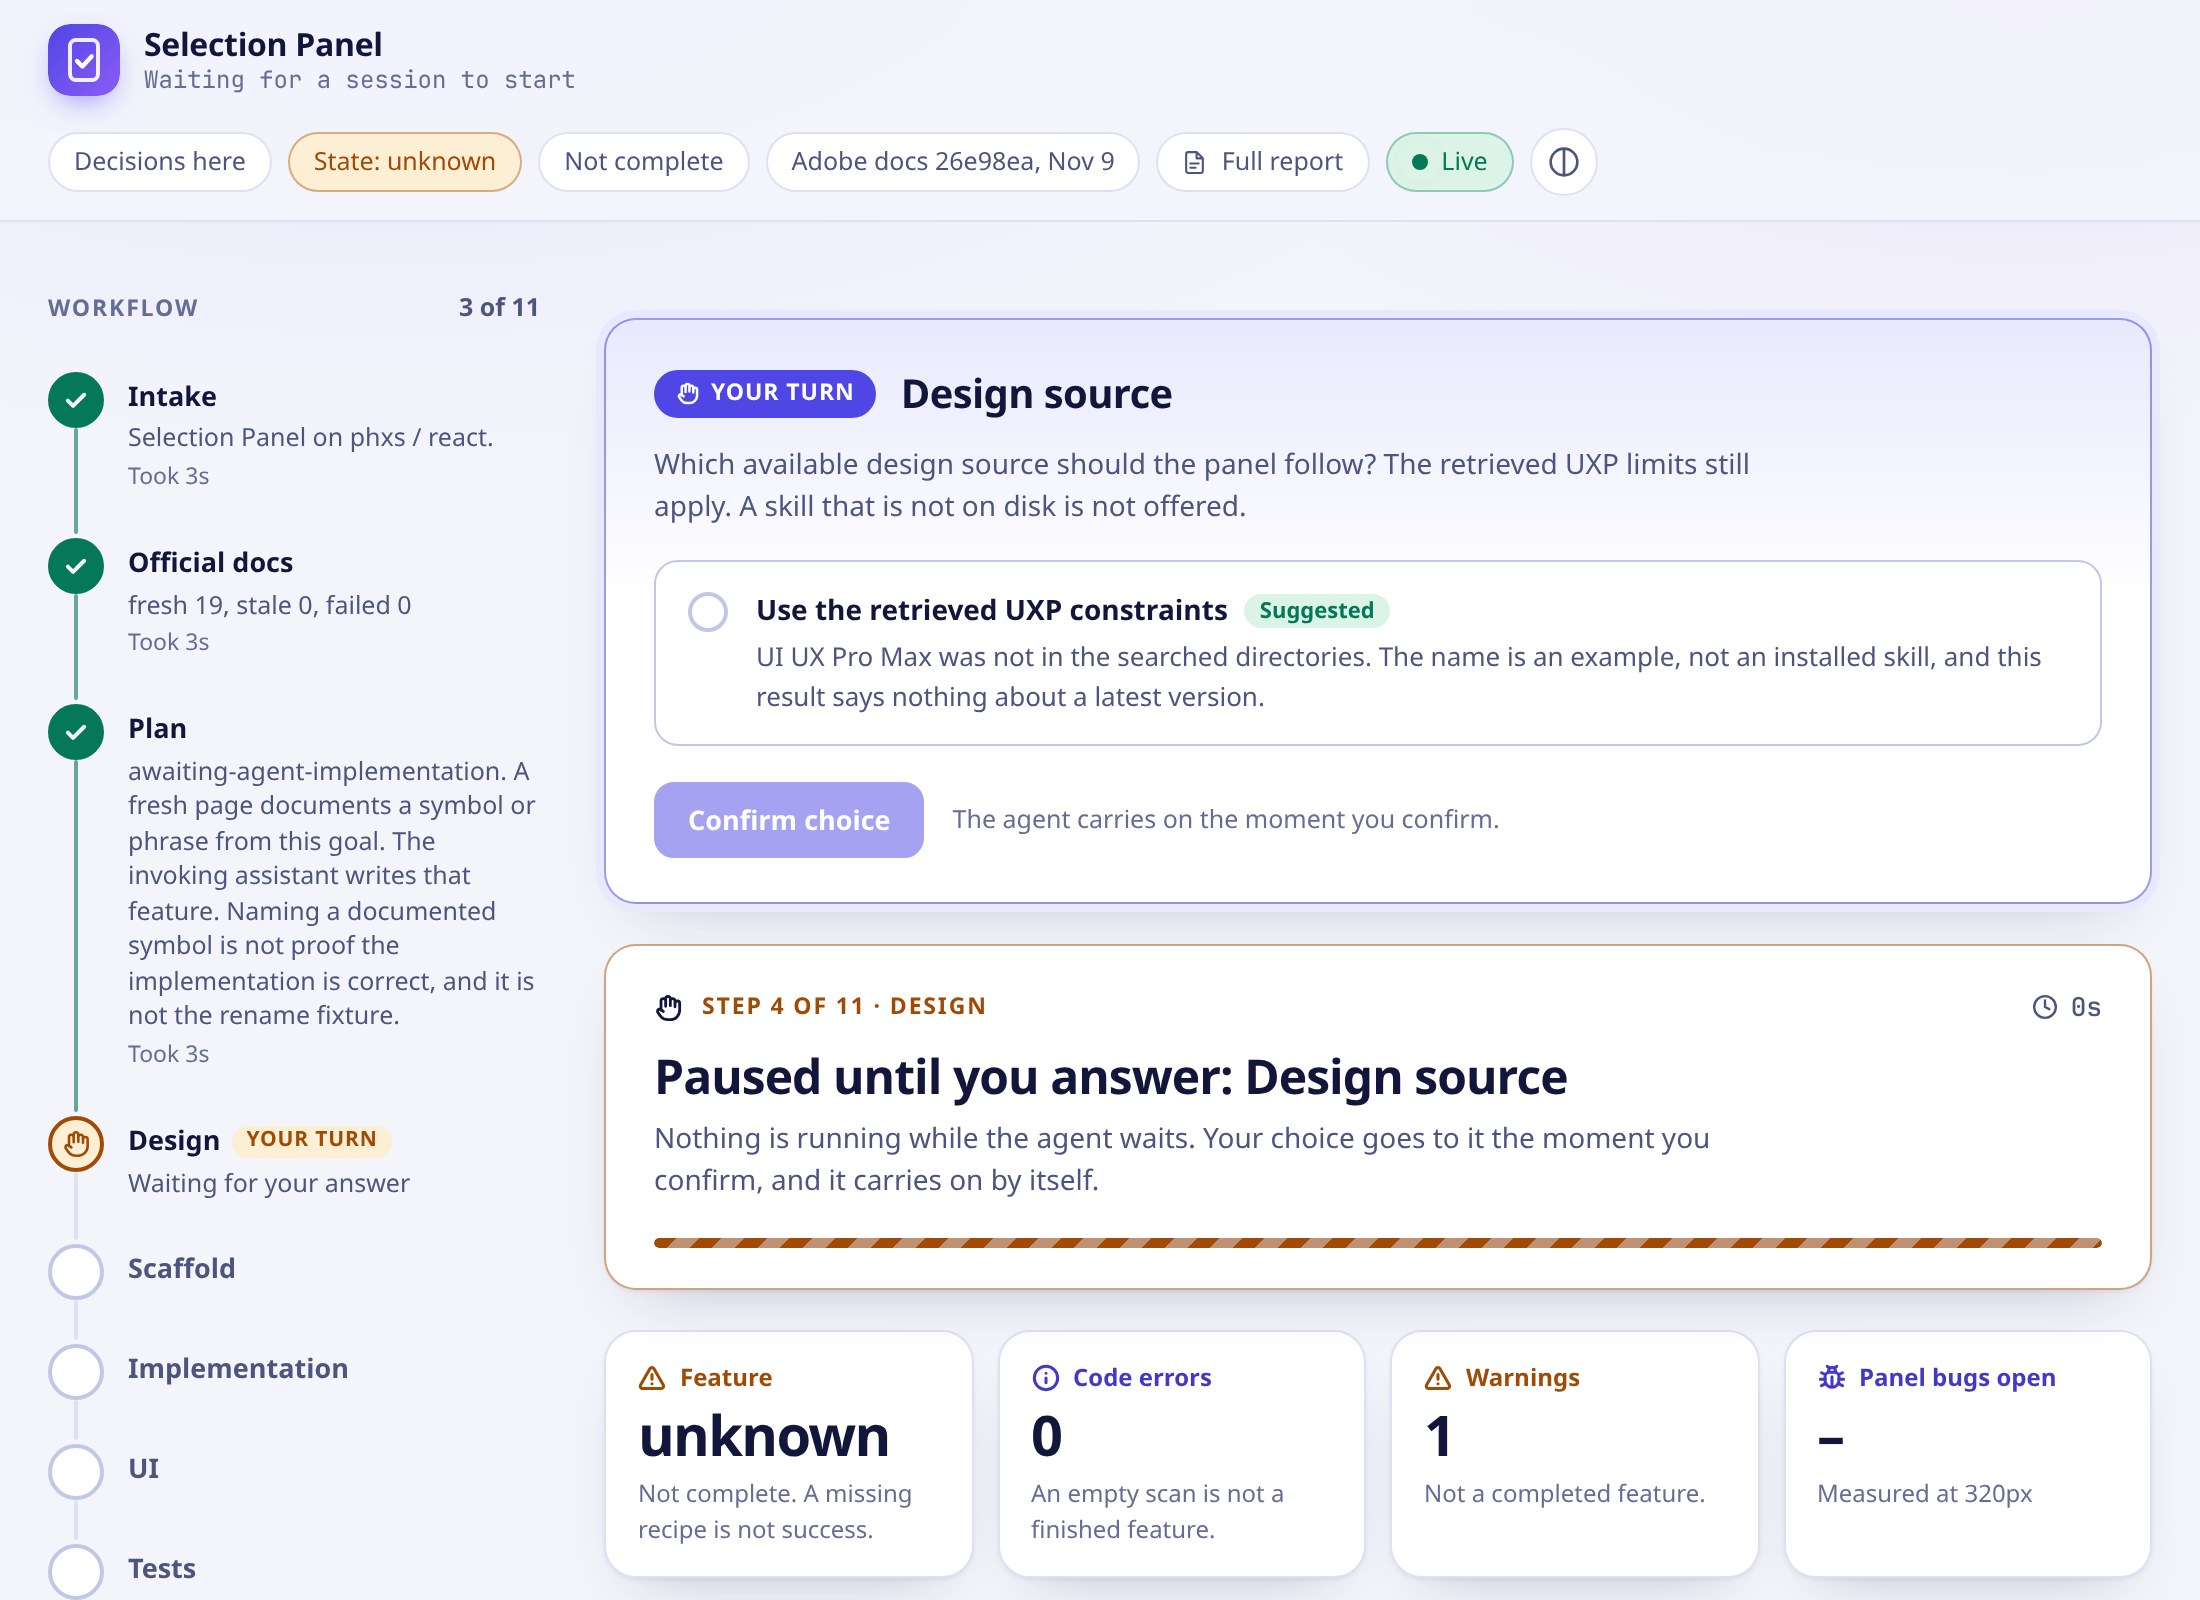 Selection Panel
Waiting for a session to start
Decisions here
State: unknown
Not complete
Adobe docs 26e98ea, Nov 9
Full report
Live
WORKFLOW
3 of 11
Intake
Selection Panel on phxs / react.
Took 3s
Official docs
fresh 19, stale 0, failed 0
Took 3s
Plan
awaiting-agent-implementation. A
fresh page documents a symbol or
phrase from this goal. The
invoking assistant writes that
feature. Naming a documented
symbol is not proof the
implementation is correct, and it is
not the rename fixture.
Took 3s
Design
YOUR TURN
Waiting for your answer
Scaffold
Implementation
UI
Tests
YOUR TURN
Design source
Which available design source should the panel follow? The retrieved UXP limits still
apply. A skill that is not on disk is not offered.
Use the retrieved UXP constraints
Suggested
UI UX Pro Max was not in the searched directories. The name is an example, not an installed skill, and this
result says nothing about a latest version.
Confirm choice
The agent carries on the moment you confirm.
STEP 4 OF 11 · DESIGN
0s
Paused until you answer: Design source
Nothing is running while the agent waits. Your choice goes to it the moment you
confirm, and it carries on by itself.
Feature
unknown
Not complete. A missing
recipe is not success.
Code errors
0
An empty scan is not a
finished feature.
Warnings
1
Not a completed feature.
Panel bugs open
–
Measured at 320px